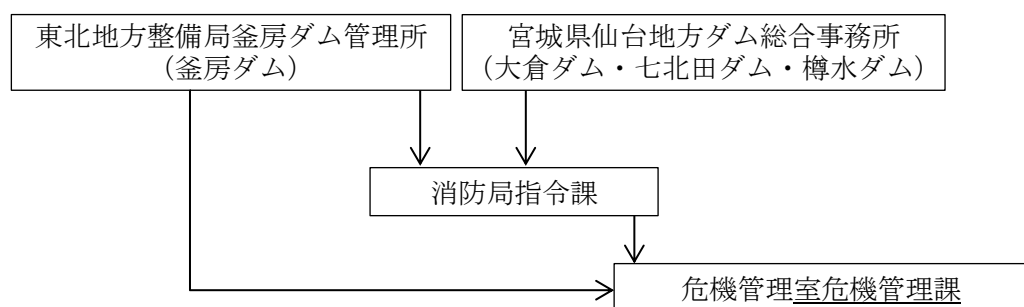 東北地方整備局釜房ダム管理所
（釜房ダム）
宮城県仙台地方ダム総合事務所
（大倉ダム・七北田ダム・樽水ダム）
消防局指令課
危機管理室危機管理課